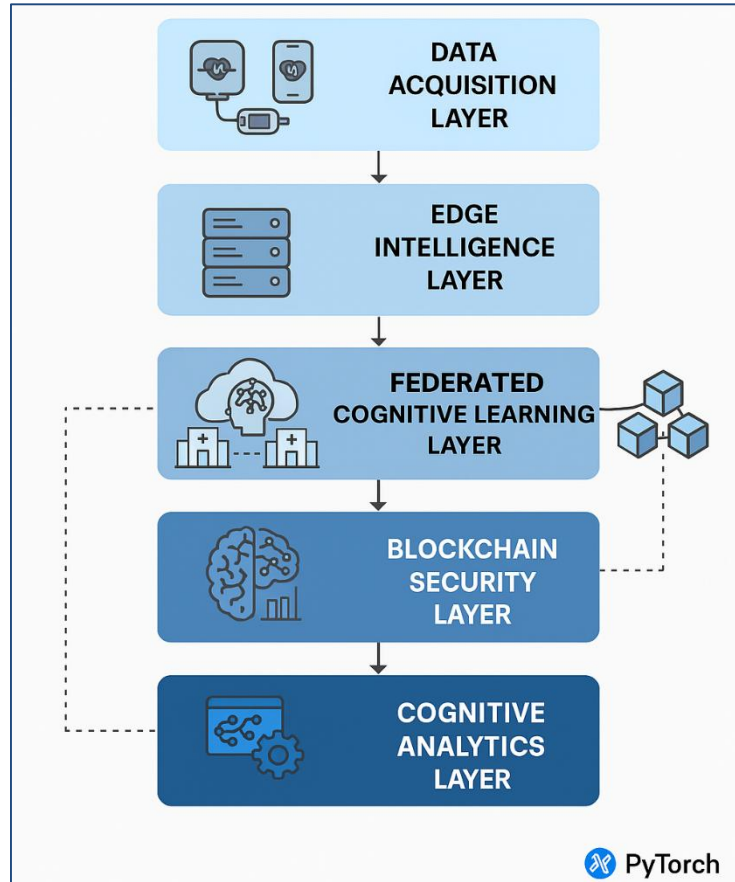 DATA
ACQUISITION
LAYER
EDGE
INTELLIGENCE
LAYER
FEDERATED
COGNITIVE LEARNING
LAYER
BLOCKCHAIN
SECURITY
LAYER
COGNITIVE
ANALYTICS
LAYER
PyTorch